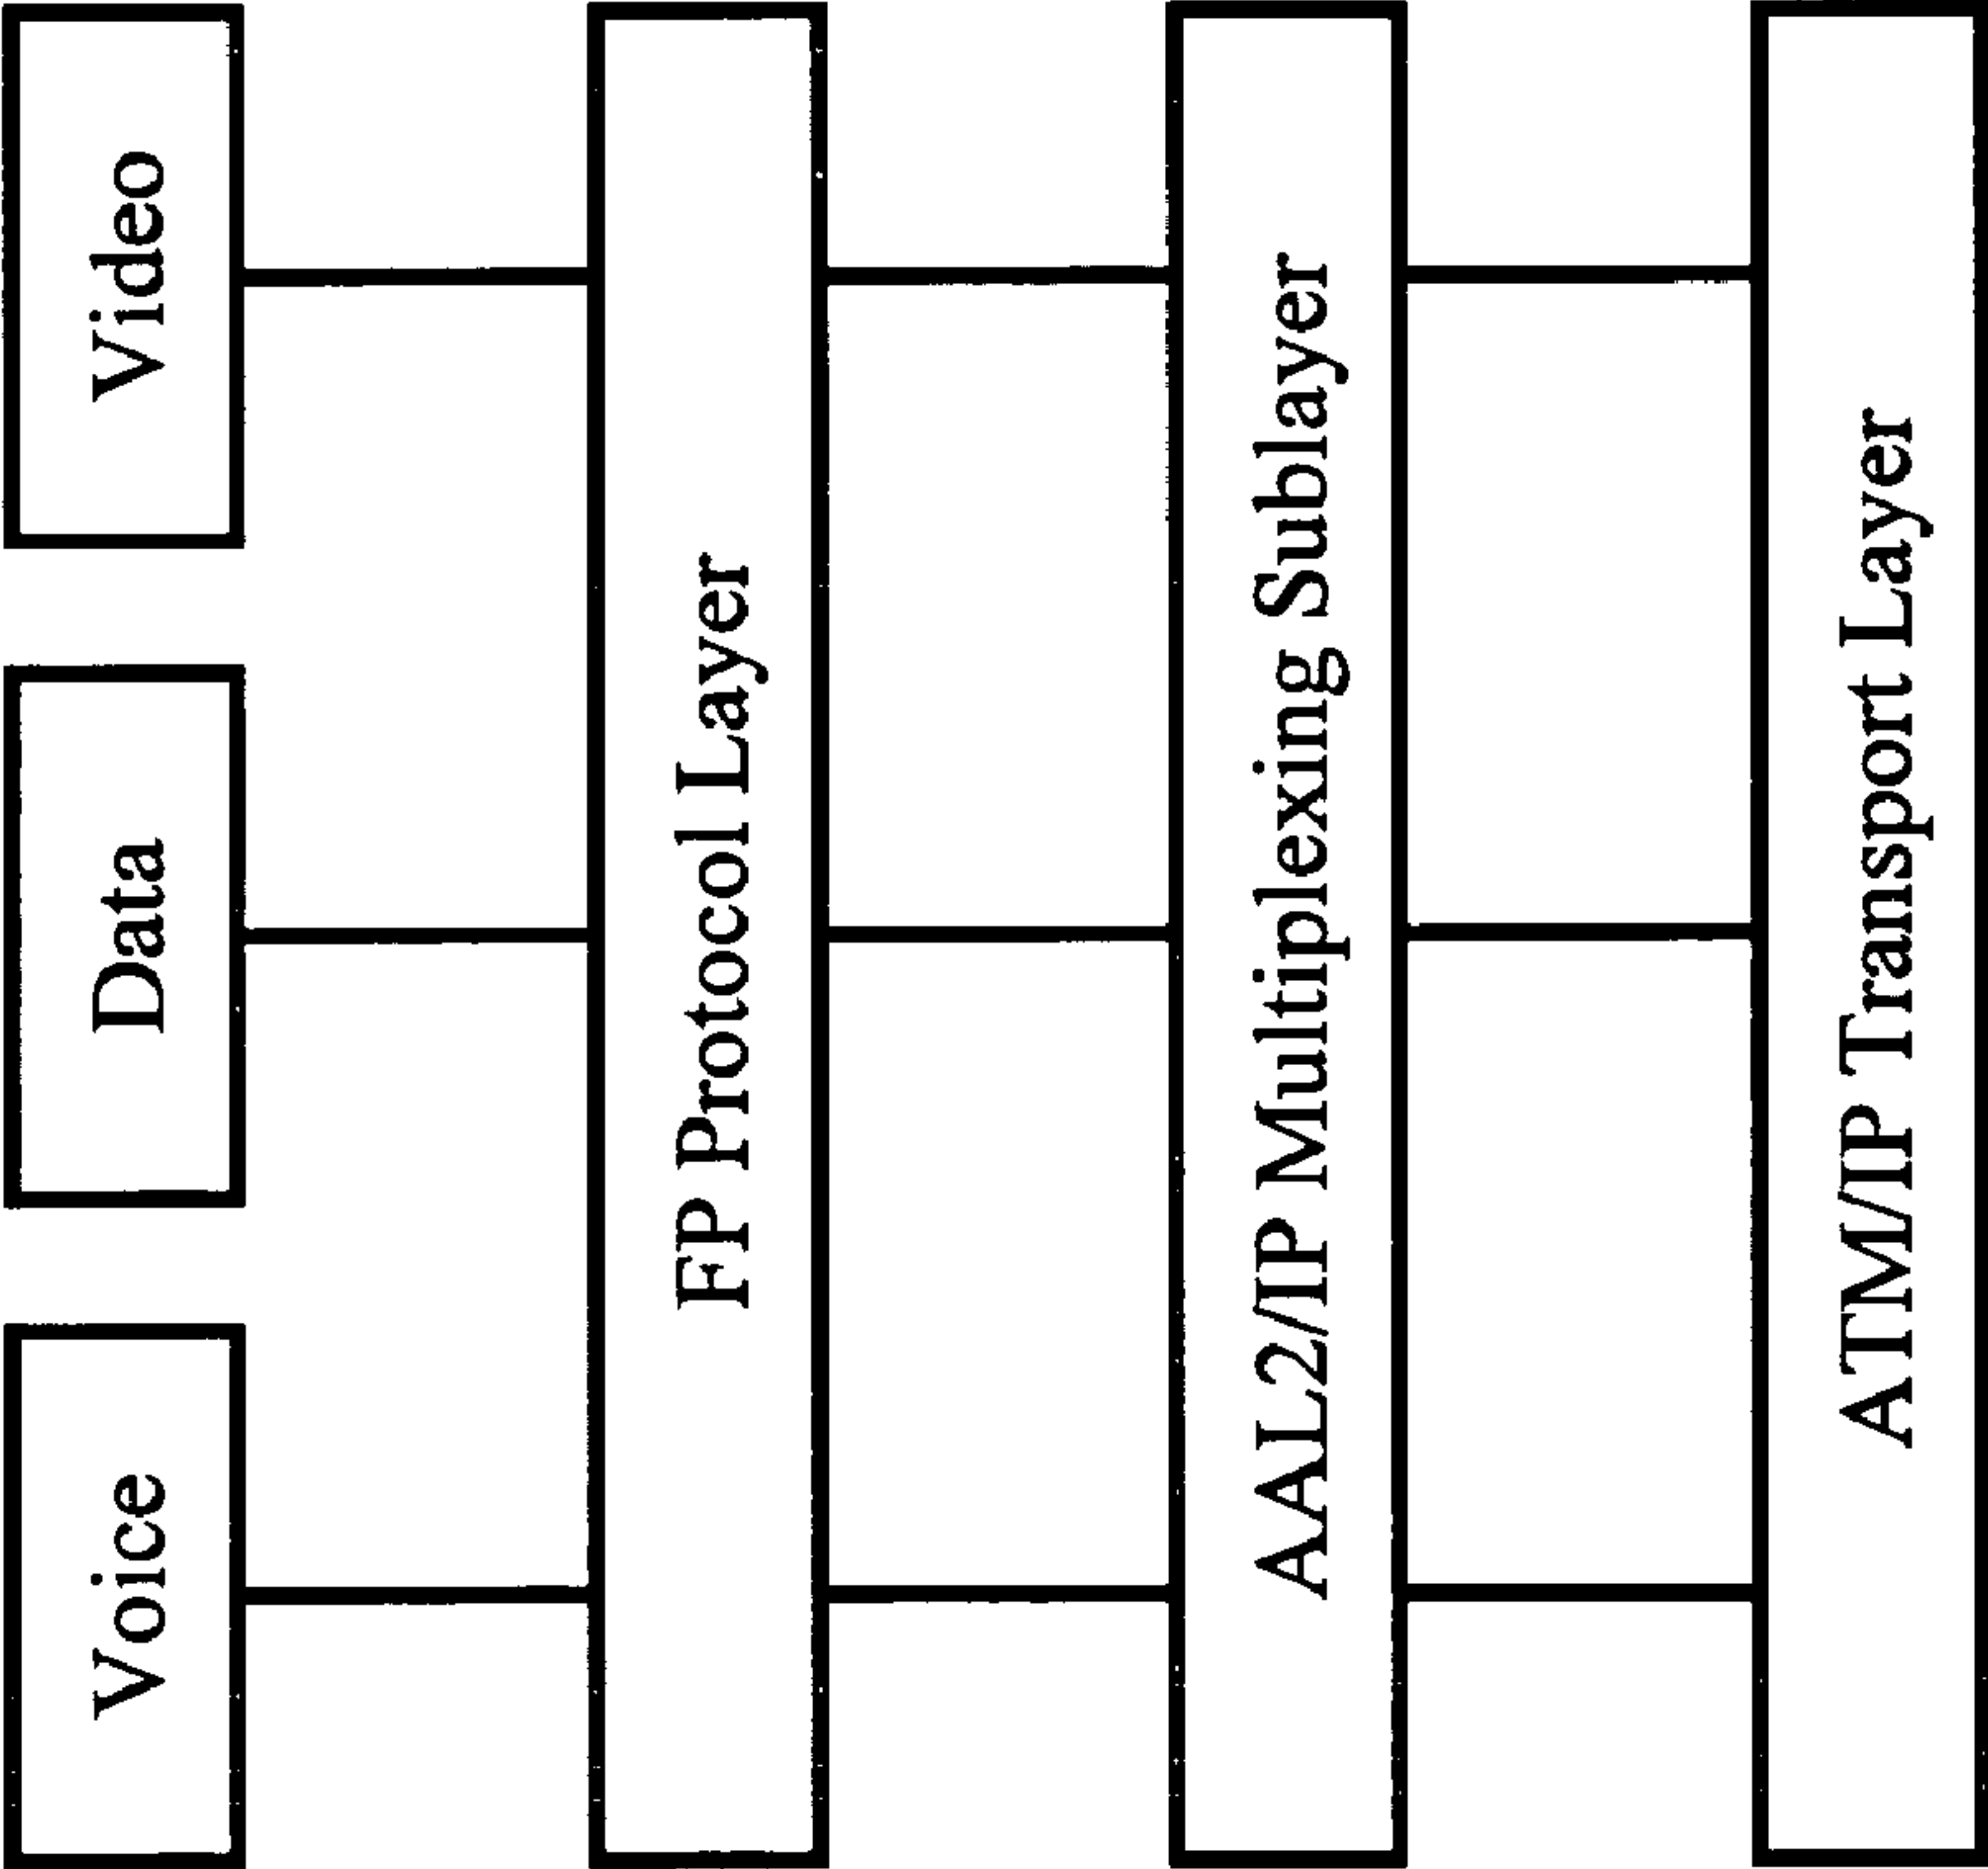 Voice
Data
Video
FP Protocol Layer
AAL2/IP Multiplexing Sublayer
ATM/IP Transport Layer